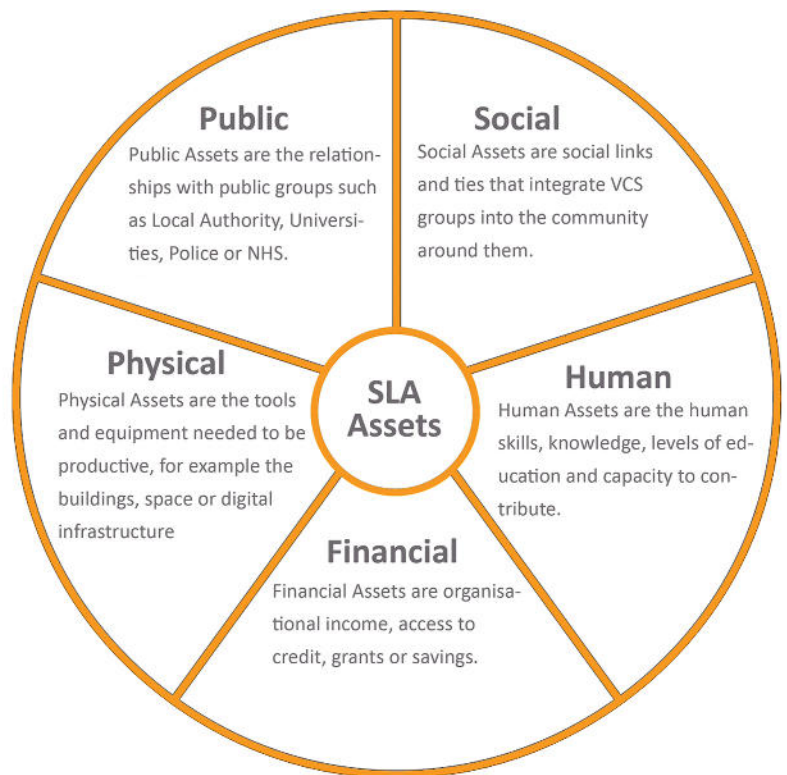 Public
Public Assets are the relation-
ships with public groups such
as Local Authority, Universi-
ties, Police or NHS.
Social
Social Assets are social links
and ties that integrate VCS
groups into the community
around them.
Physical
Physical Assets are the tools
and equipment needed to be
productive, for example the
buildings, space or digital
infrastructure
SLA
Assets
Human
Human Assets are the human
skills, knowledge, levels of ed-
ucation and capacity to con-
tribute.
Financial
Financial Assets are organisa-
tional income, access to
credit, grants or savings.